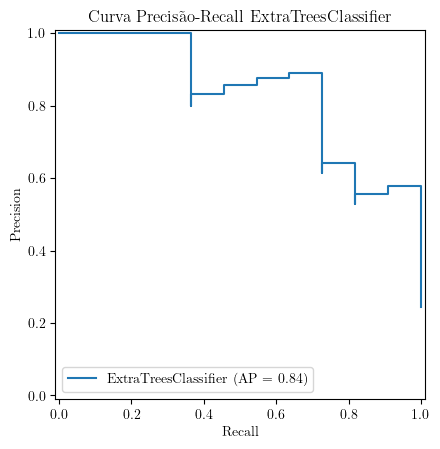 Curva Precisão-Recall ExtraTreesClassifier
1.0
0.8
0.6
0.4
0.2
0.0
Precision
ExtraTreesClassifier (AP = 0.84)
0.0 0.2 0.4 0.6 0.8 1.0
Recall